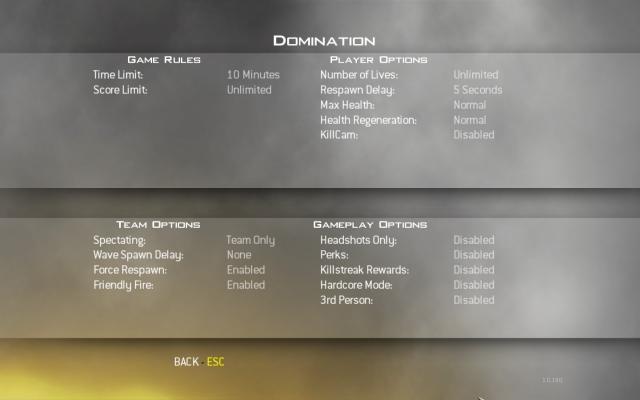 Domination
Game Rules
Time Limit: 10 Minutes
Score Limit: Unlimited
Player Options
Number of Lives: Unlimited
Respawn Delay: 5 Seconds
Max Health: Normal
Health Regeneration: Normal
KillCam: Disabled
Team Options
Spectating: Team Only
Wave Spawn Delay: None
Force Respawn: Enabled
Friendly Fire: Enabled
Gameplay Options
Headshots Only: Disabled
Perks: Disabled
Killstreak Rewards: Disabled
Hardcore Mode: Disabled
3rd Person: Disabled
BACK - ESC